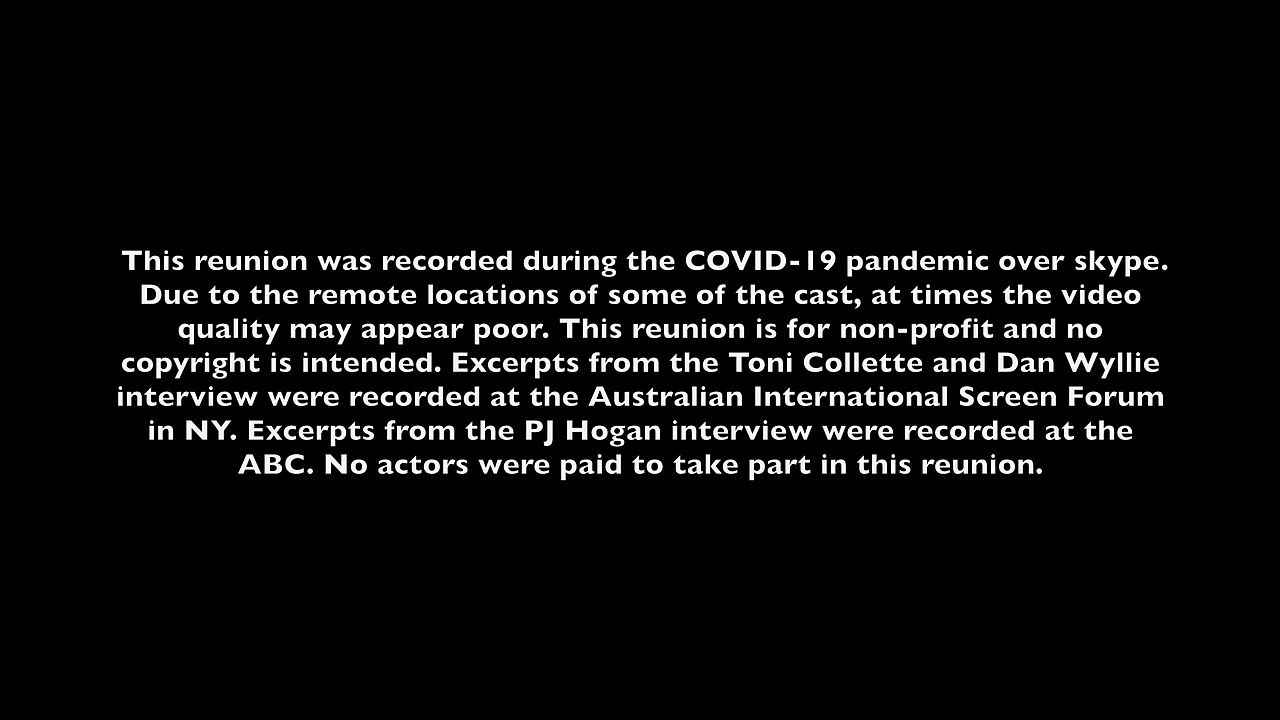 This reunion was recorded during the COVID-19 pandemic over skype.
Due to the remote locations of some of the cast, at times the video
quality may appear poor. This reunion is for non-profit and no
copyright is intended. Excerpts from the Toni Collette and Dan Wyllie
interview were recorded at the Australian International Screen Forum
in NY. Excerpts from the PJ Hogan interview were recorded at the
ABC. No actors were paid to take part in this reunion.